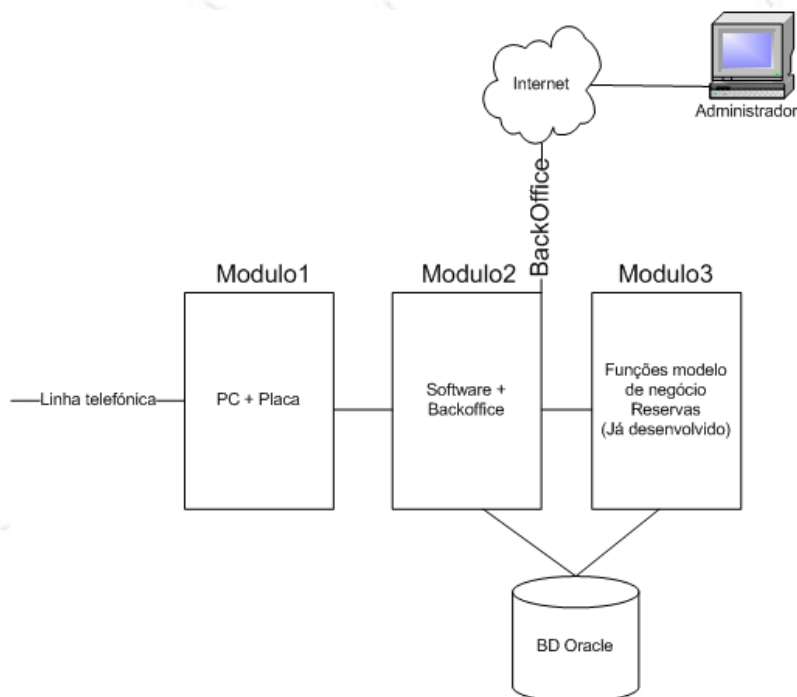 Internet
Administrador
BackOffice
Modulo1
Modulo2
Modulo3
Linha telefónica
PC + Placa
Software +
Backoffice
Funções modelo
de negócio
Reservas
(Já desenvolvido)
BD Oracle